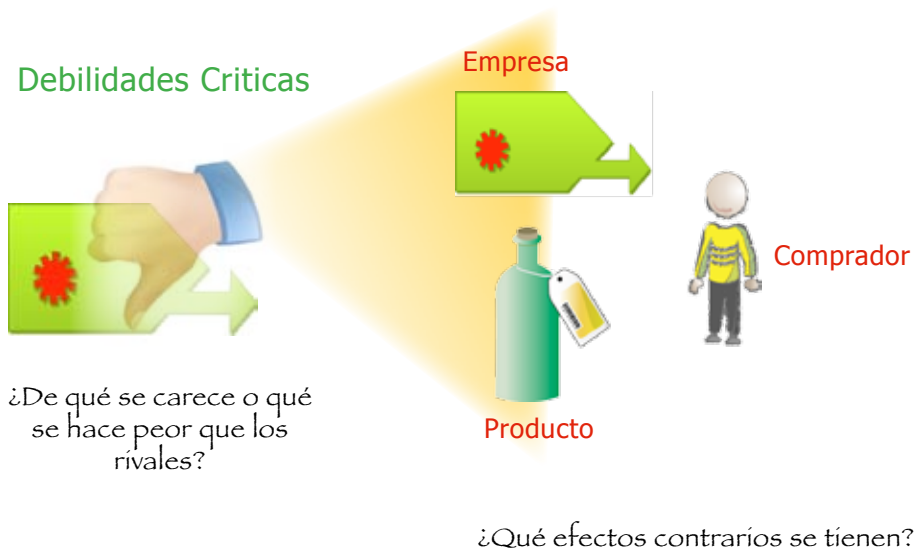 Debilidades Criticas
Empresa
Comprador
¿De qué se carece o qué
se hace peor que los
rivales?
Producto
¿Qué efectos contrarios se tienen?